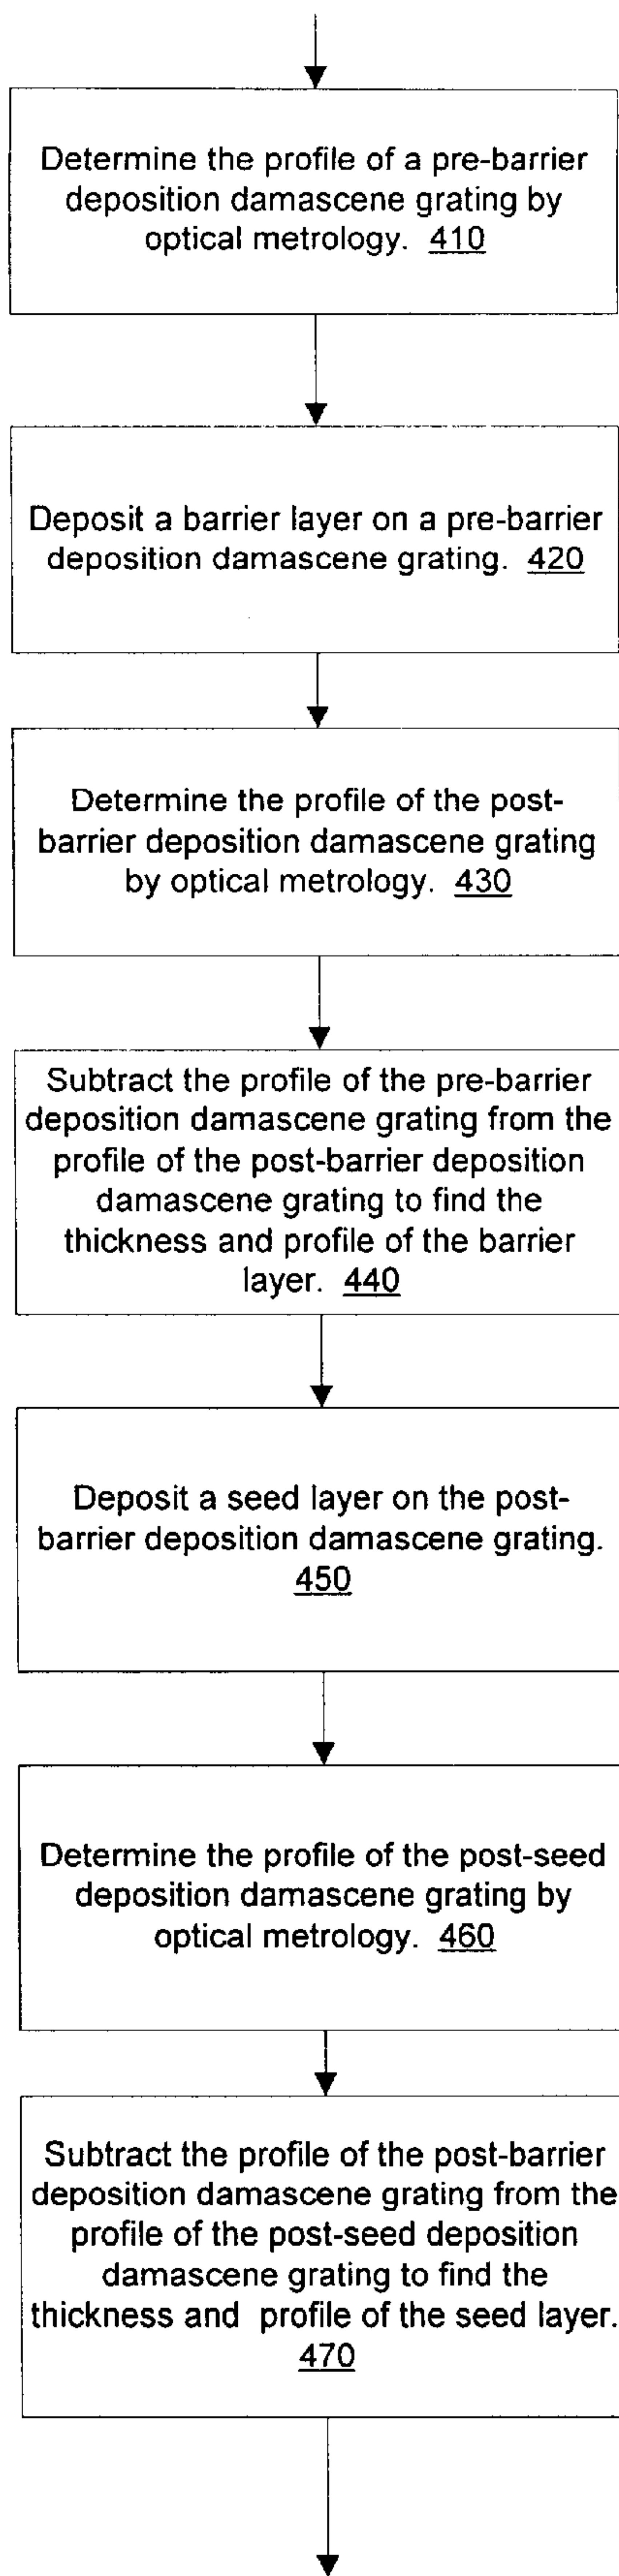 Determine the profile of a pre-barrier
deposition damascene grating by
optical metrology. 410
Deposit a barrier layer on a pre-barrier
deposition damascene grating. 420
Determine the profile of the post-
barrier deposition damascene grating
by optical metrology. 430
Subtract the profile of the pre-barrier
deposition damascene grating from the
profile of the post-barrier deposition
damascene grating to find the
thickness and profile of the barrier
layer. 440
Deposit a seed layer on the post-
barrier deposition damascene grating.
450
Determine the profile of the post-seed
deposition damascene grating by
optical metrology. 460
Subtract the profile of the post-barrier
deposition damascene grating from the
profile of the post-seed deposition
damascene grating to find the
thickness and profile of the seed layer.
470